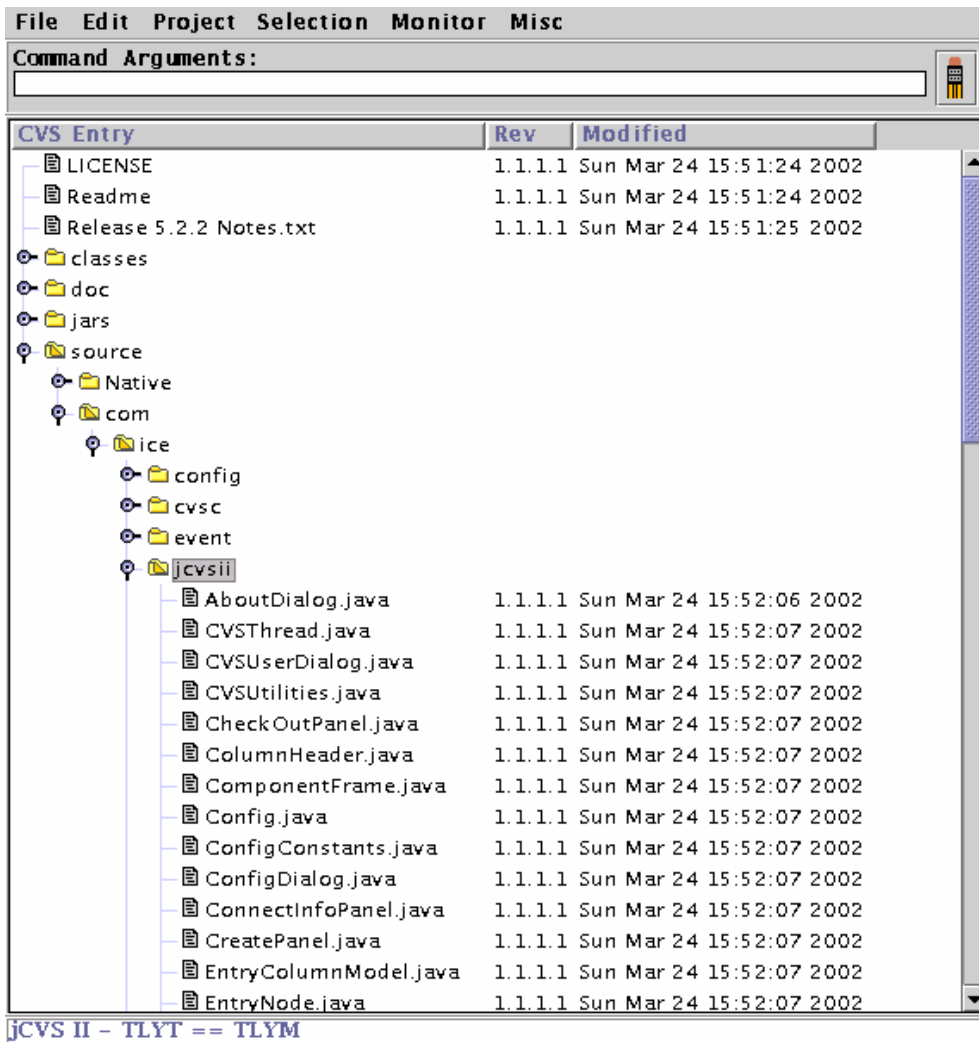 File Edit Project Selection Monitor Misc
Command Arguments:
CVS Entry Rev Modified
LICENSE 1.1.1.1 Sun Mar 24 15:51:24 2002
Readme 1.1.1.1 Sun Mar 24 15:51:24 2002
Release 5.2.2 Notes.txt 1.1.1.1 Sun Mar 24 15:51:25 2002
classes
doc
jars
source
Native
com
ice
config
cvsc
event
jcvsii
AboutDialog.java 1.1.1.1 Sun Mar 24 15:52:06 2002
CVSThread.java 1.1.1.1 Sun Mar 24 15:52:07 2002
CVSUserDialog.java 1.1.1.1 Sun Mar 24 15:52:07 2002
CVSUtilities.java 1.1.1.1 Sun Mar 24 15:52:07 2002
CheckOutPanel.java 1.1.1.1 Sun Mar 24 15:52:07 2002
ColumnHeader.java 1.1.1.1 Sun Mar 24 15:52:07 2002
ComponentFrame.java 1.1.1.1 Sun Mar 24 15:52:07 2002
Config.java 1.1.1.1 Sun Mar 24 15:52:07 2002
ConfigConstants.java 1.1.1.1 Sun Mar 24 15:52:07 2002
ConfigDialog.java 1.1.1.1 Sun Mar 24 15:52:07 2002
ConnectInfoPanel.java 1.1.1.1 Sun Mar 24 15:52:07 2002
CreatePanel.java 1.1.1.1 Sun Mar 24 15:52:07 2002
EntryColumnModel.java 1.1.1.1 Sun Mar 24 15:52:07 2002
EntryNode.java 1.1.1.1 Sun Mar 24 15:52:07 2002
jCVS II - TLYT == TLYM